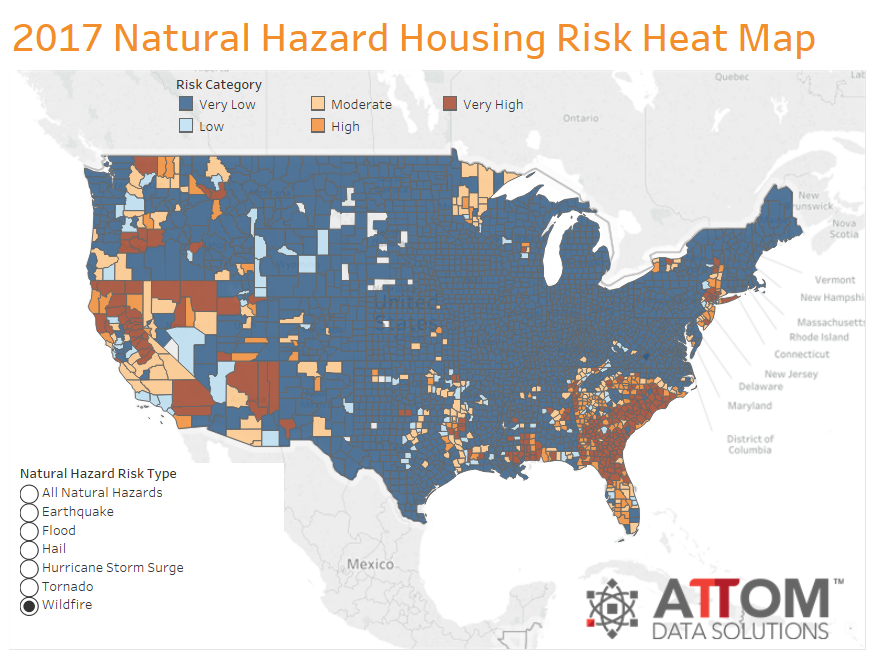 2017 Natural Hazard Housing Risk Heat Map
Quebec
Ontario
Risk Category
Very Low
Moderate
Very High
Low
High
New
Nova
Scotia
Vermont
New Hampshi
Massachusetts
Rhode Island
Connecticut
New Jersey
Delaware
Maryland
District of
Columbia
United
States
Mexico
Natural Hazard Risk Type
All Natural Hazards
Earthquake
Flood
Hail
Hurricane Storm Surge
Tornado
Wildfire
ATTOM™
DATA SOLUTIONS